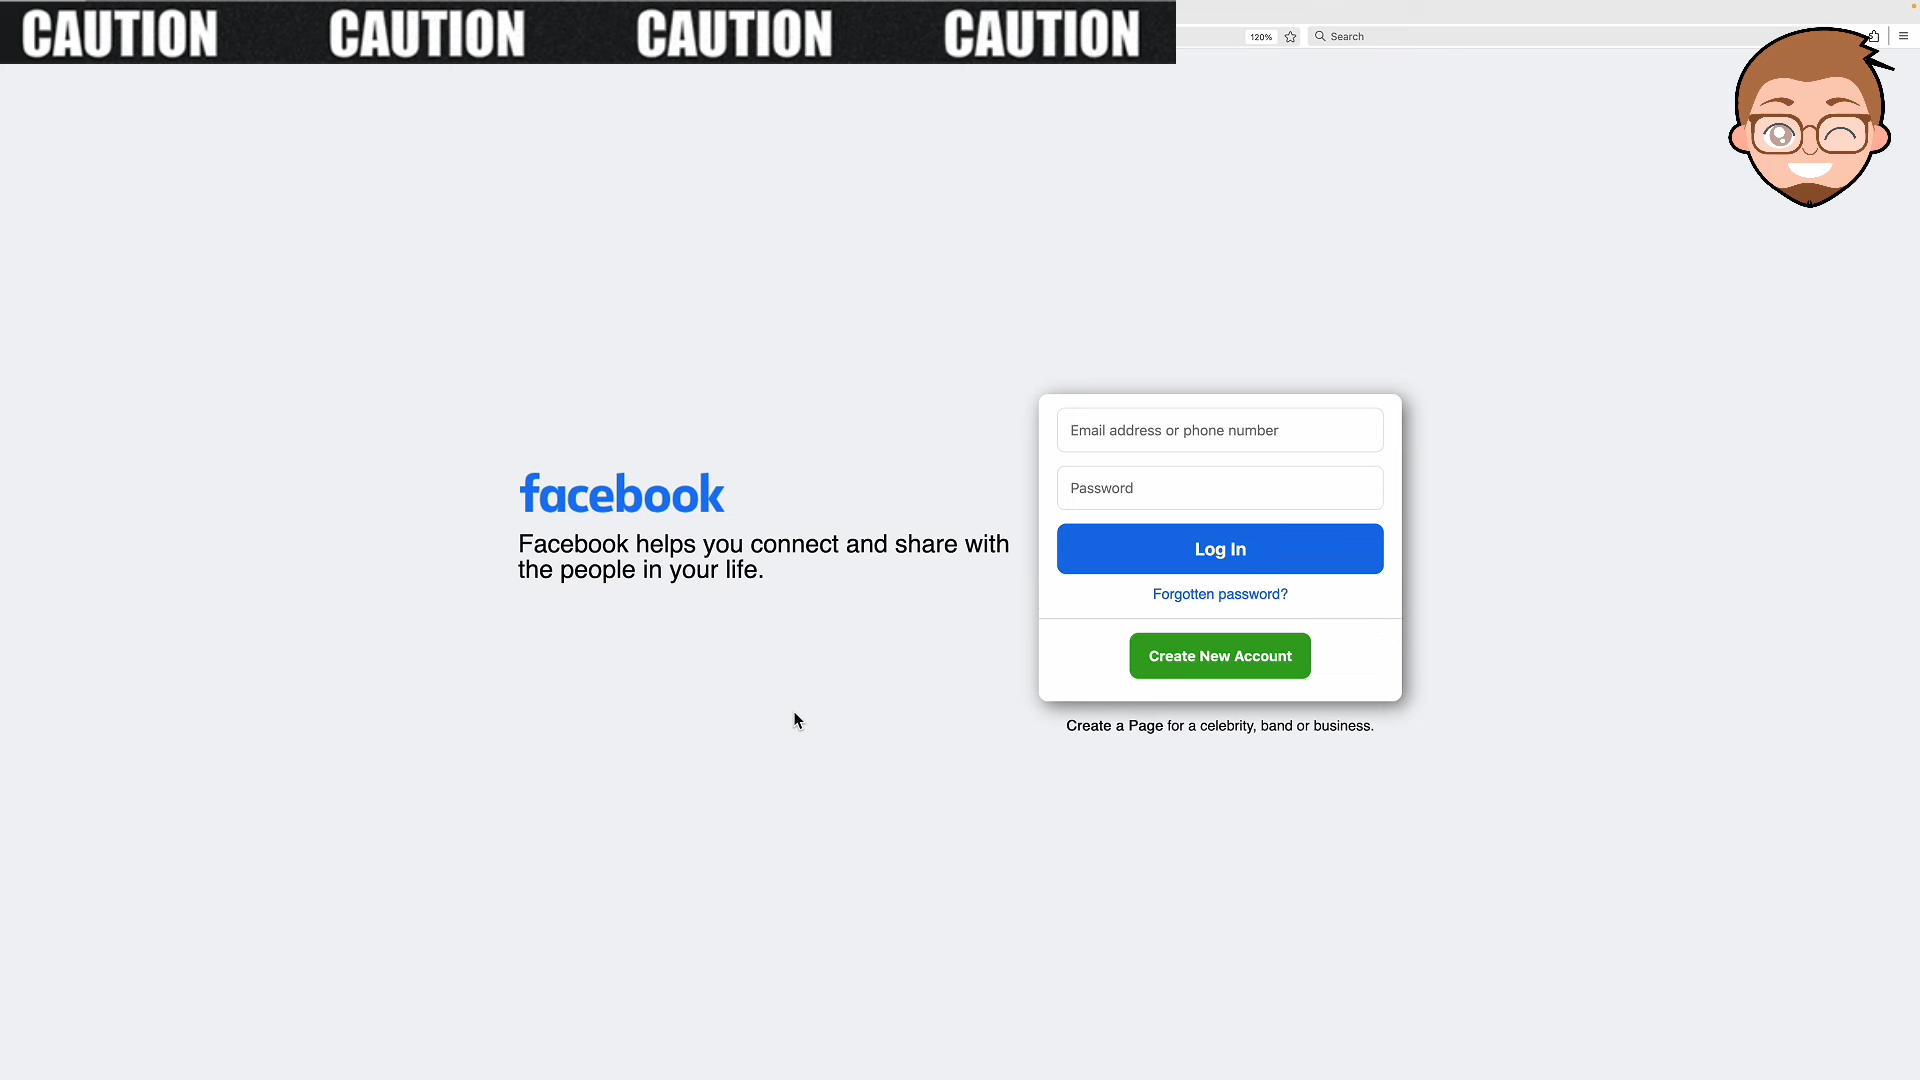 CAUTION CAUTION CAUTION CAUTION
120% Search
facebook
Facebook helps you connect and share with
the people in your life.
Email address or phone number
Password
Log In
Forgotten password?
Create New Account
Create a Page for a celebrity, band or business.